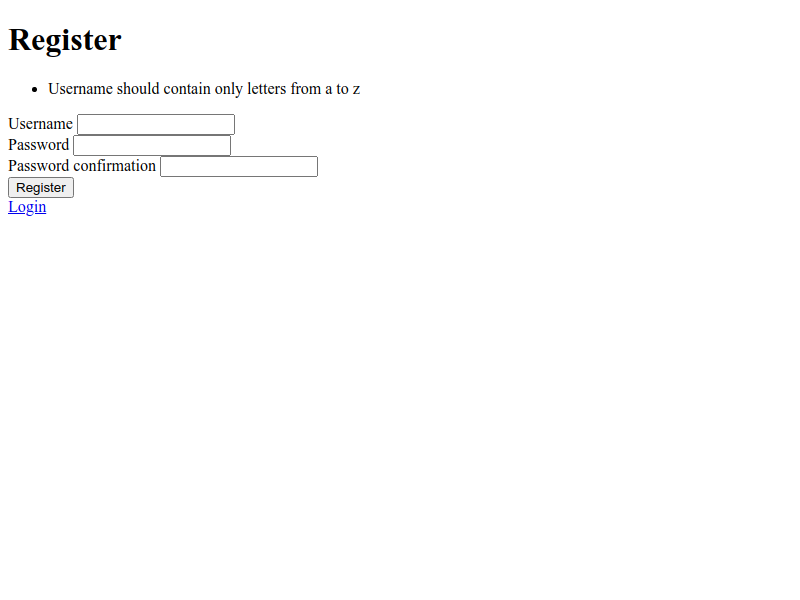 Register
Username should contain only letters from a to z
Username
Password
Password confirmation
Register
Login